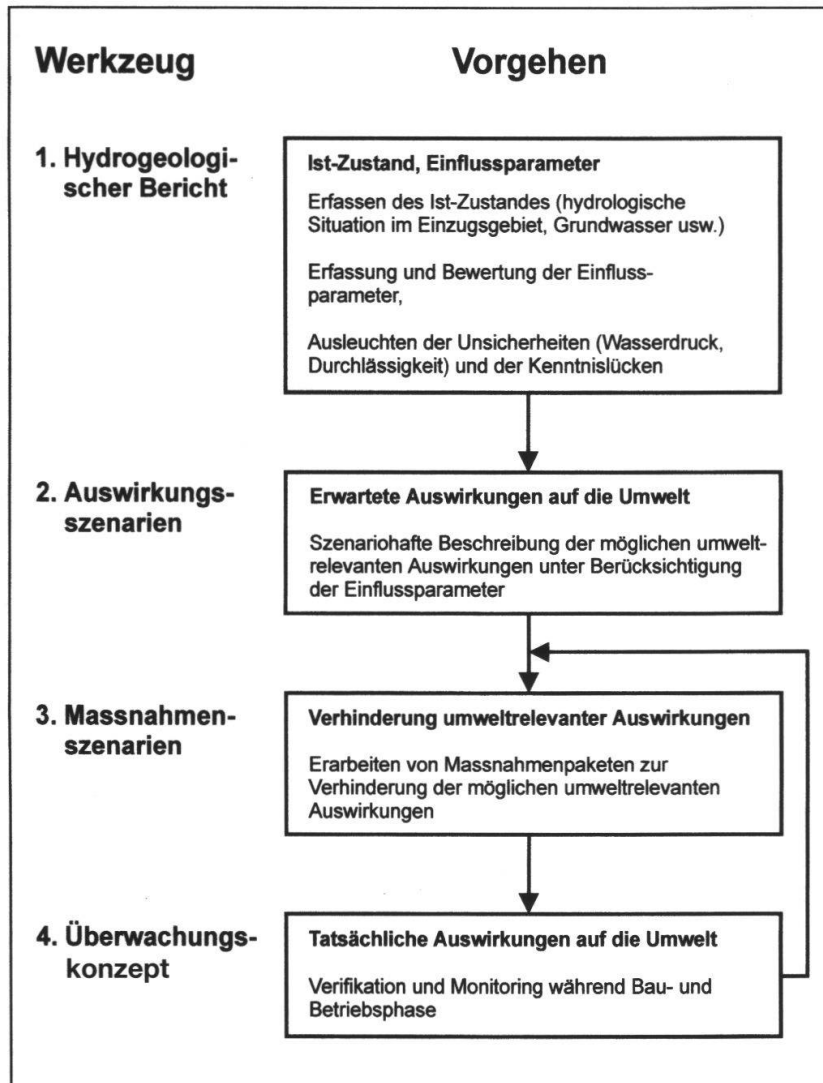 Werkzeug
Vorgehen
1. Hydrogeologi-
scher Bericht
Ist-Zustand, Einflussparameter
Erfassen des Ist-Zustandes (hydrologische
Situation im Einzugsgebiet, Grundwasser usw.)
Erfassung und Bewertung der Einfluss-
parameter,
Ausleuchten der Unsicherheiten (Wasserdruck,
Durchlässigkeit) und der Kenntnislücken
2. Auswirkungs-
szenarien
Erwartete Auswirkungen auf die Umwelt
Szenariohafte Beschreibung der möglichen umwelt-
relevanten Auswirkungen unter Berücksichtigung
der Einflussparameter
3. Massnahmen-
szenarien
Verhinderung umweltrelevanter Auswirkungen
Erarbeiten von Massnahmenpaketen zur
Verhinderung der möglichen umweltrelevanten
Auswirkungen
4. Überwachungs-
konzept
Tatsächliche Auswirkungen auf die Umwelt
Verifikation und Monitoring während Bau- und
Betriebsphase